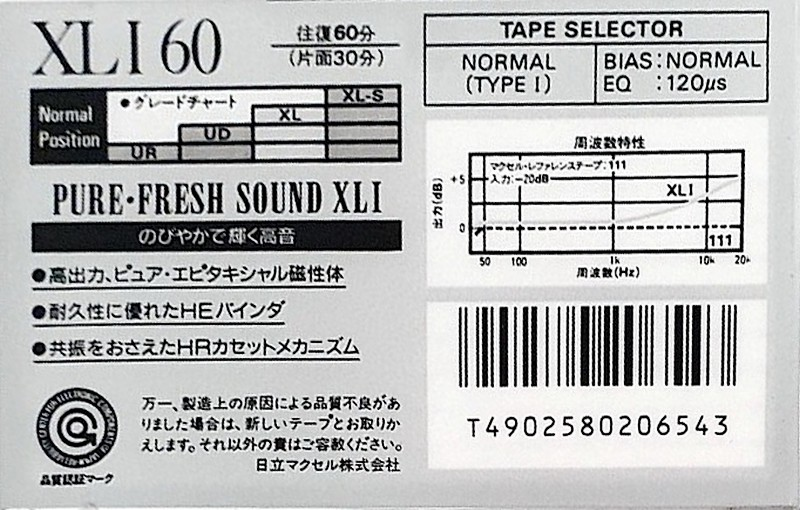 XLI 60
往復60分
(片面30分)
Normal
Position
●グレードチャート
XL-S
XL
UD
UR
PURE・FRESH SOUND XLI
のびやかで輝く高音
●高出力、ピュア・エピタキシャル磁性体
●耐久性に優れたHEバインダ
●共振をおさえたHRカセットメカニズム
品質認証マーク
万一、製造上の原因による品質不良があ
りました場合は、新しいテープとお取りか
えします。それ以外の責はご容赦ください。
日立マクセル株式会社
TAPE SELECTOR
NORMAL
(TYPE I)
BIAS:NORMAL
EQ :120μs
周波数特性
マクセル・レファレンステープ:111
入力:-20dB
出力(dB)
+5
0
XLI
111
50 100 1k 10k 20k
周波数(Hz)
T4902580206543